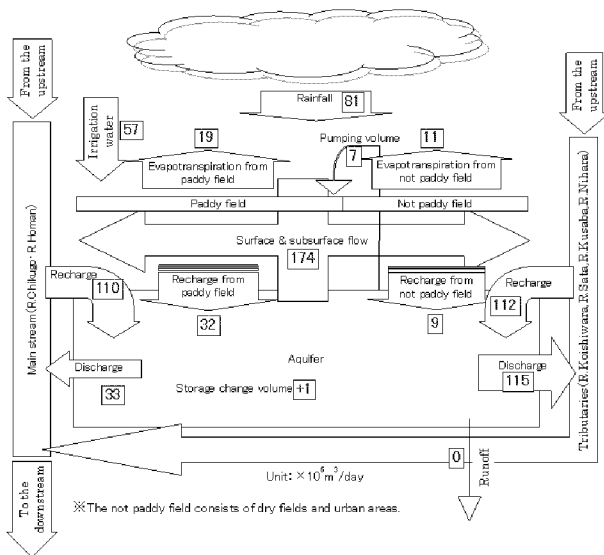 From the
upstream
Rainfall
81
From the
upstream
Irrigation
water
57
19
Pumping volume
7
11
Evapotranspiration from
paddy field
Evapotranspiration from
not paddy field
Paddy field
Not paddy field
Surface & subsurface flow
174
Main stream(R.Chikugo・R.Homan)
Recharge
110
Recharge from
paddy field
32
Recharge from
not paddy field
9
Recharge
112
Tributaries(R.Koishiwara,R.Sata,R.Kusaba,R.Nihara)
Discharge
33
Aquifer
Storage change volume +1
Discharge
115
0
Runoff
Unit: ×10⁶m³/day
To the
downstream
※The not paddy field consists of dry fields and urban areas.